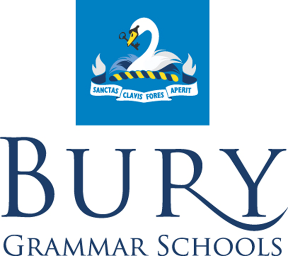 SANCTAS CLAVIS FORES APERIT
BURY
GRAMMAR SCHOOLS